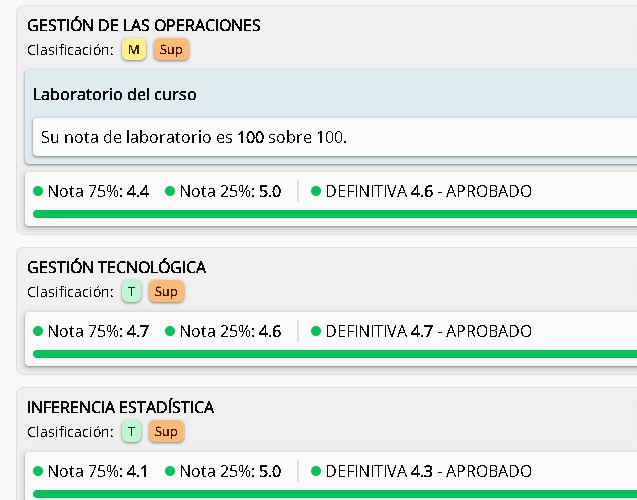 GESTIÓN DE LAS OPERACIONES
Clasificación: M Sup
Laboratorio del curso
Su nota de laboratorio es 100 sobre 100.
Nota 75%: 4.4 Nota 25%: 5.0 DEFINITIVA 4.6 - APROBADO
GESTIÓN TECNOLÓGICA
Clasificación: T Sup
Nota 75%: 4.7 Nota 25%: 4.6 DEFINITIVA 4.7 - APROBADO
INFERENCIA ESTADÍSTICA
Clasificación: T Sup
Nota 75%: 4.1 Nota 25%: 5.0 DEFINITIVA 4.3 - APROBADO